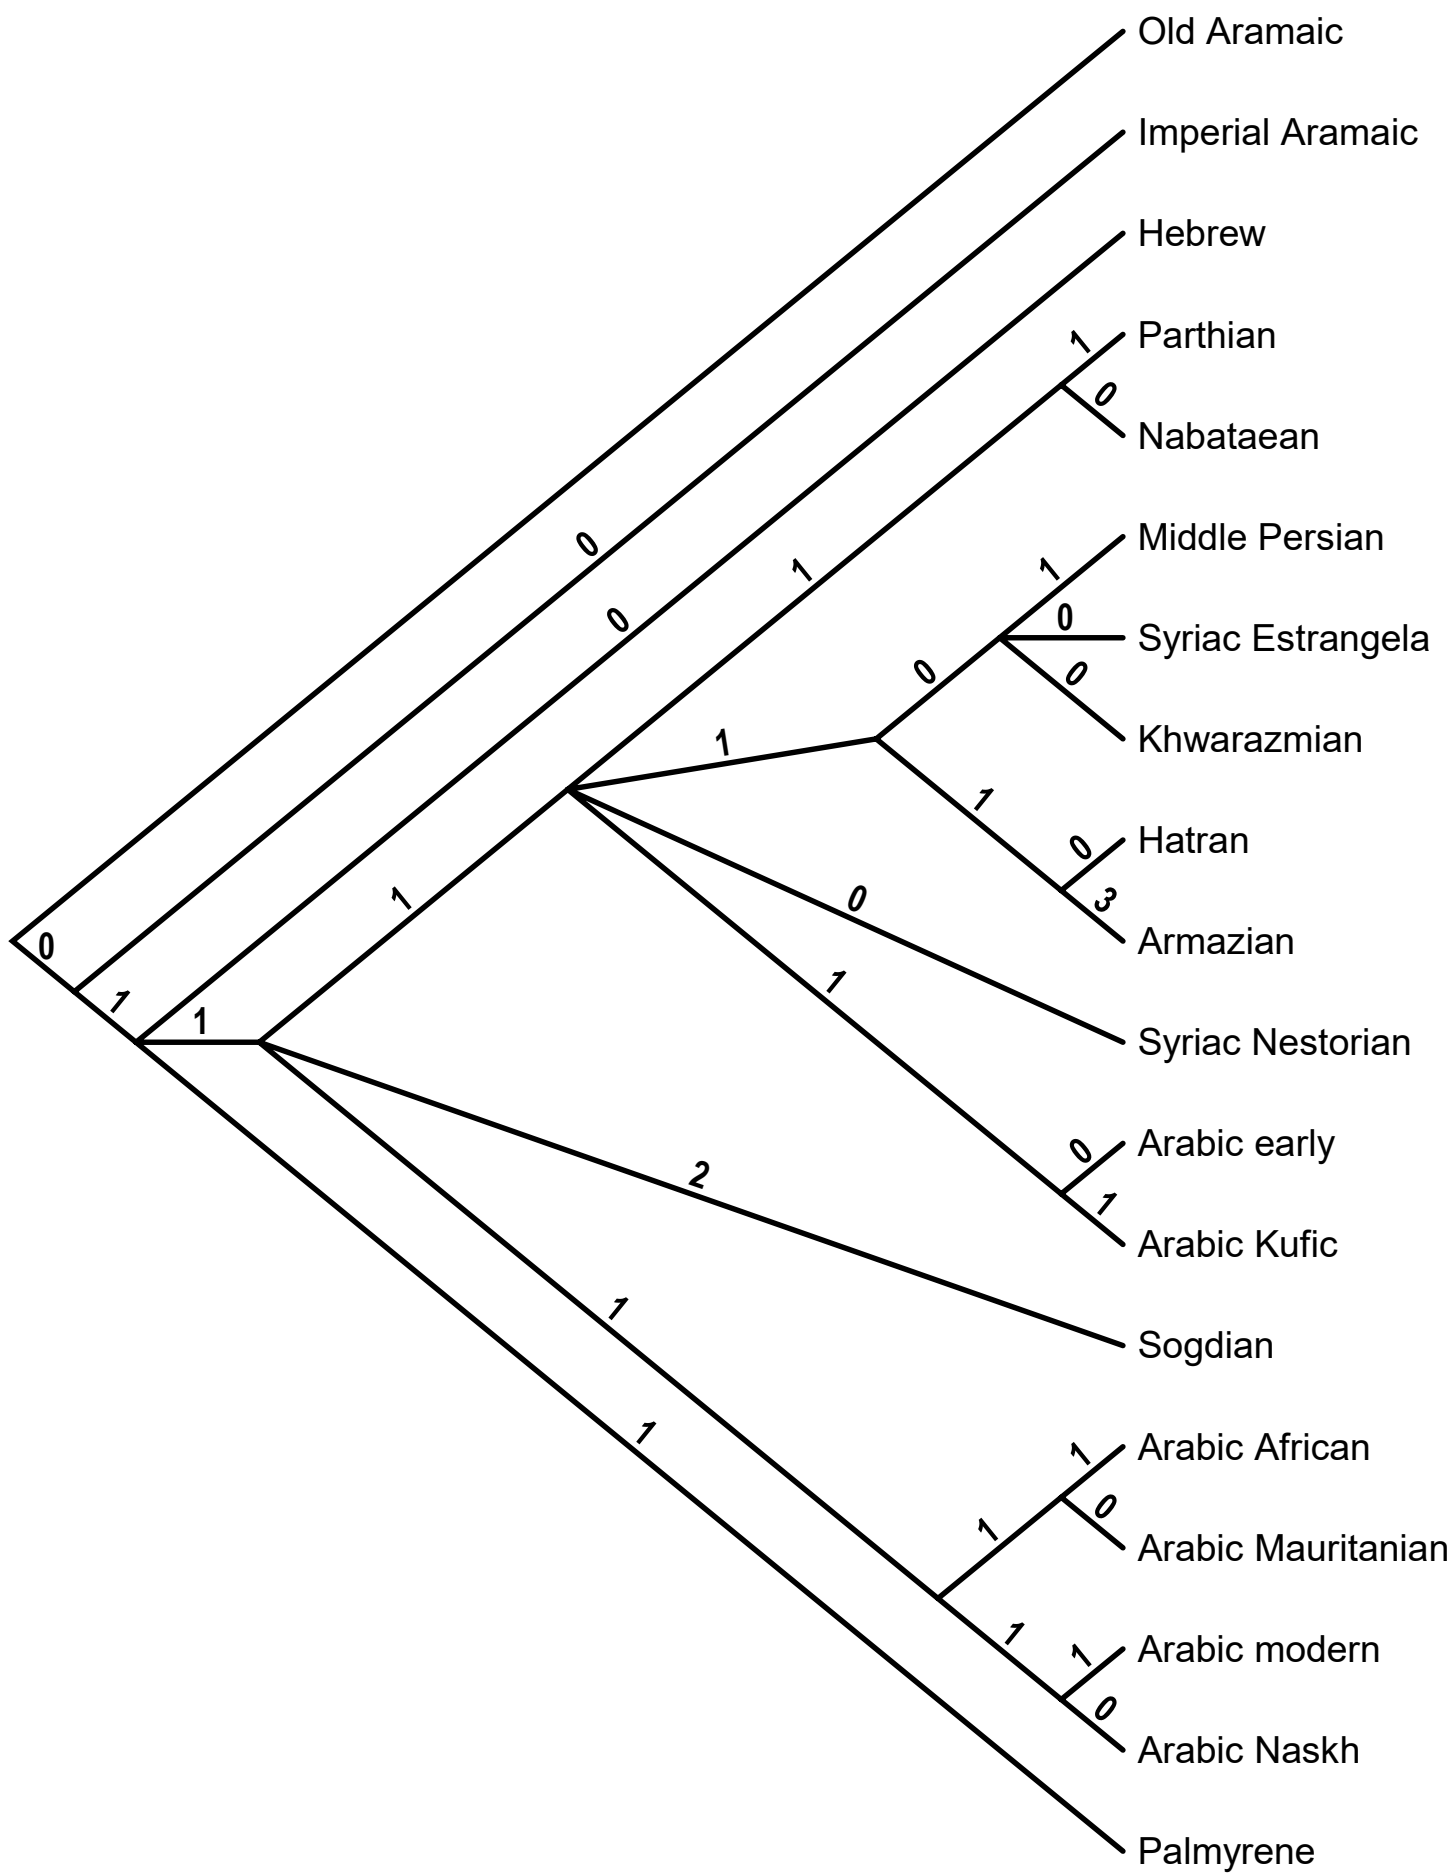 Old Aramaic
Imperial Aramaic
Hebrew
1 Parthian
0
Nabataean
0
1
Middle Persian
1
0
Syriac Estrangela
0
0
0
1
Khwarazmian
1
1
0
Hatran
3
1
0
Armazian
0
1
1
1
Syriac Nestorian
0
Arabic early
2
1
Arabic Kufic
1
Sogdian
1
1
Arabic African
0
1
Arabic Mauritanian
1
1
Arabic modern
0
Arabic Naskh
Palmyrene